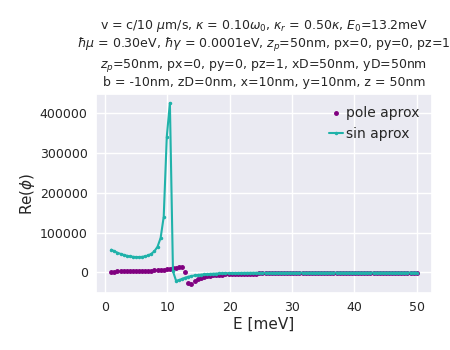 v = c/10 μm/s, κ = 0.10ω₀, κᵣ = 0.50κ, E₀=13.2meV
ℏμ = 0.30eV, ℏγ = 0.0001eV, zₚ=50nm, px=0, py=0, pz=1
zₚ=50nm, px=0, py=0, pz=1, xD=50nm, yD=50nm
b = -10nm, zD=0nm, x=10nm, y=10nm, z = 50nm
pole aprox
sin aprox
400000
300000
200000
100000
0
Re(ϕ)
0 10 20 30 40 50
E [meV]